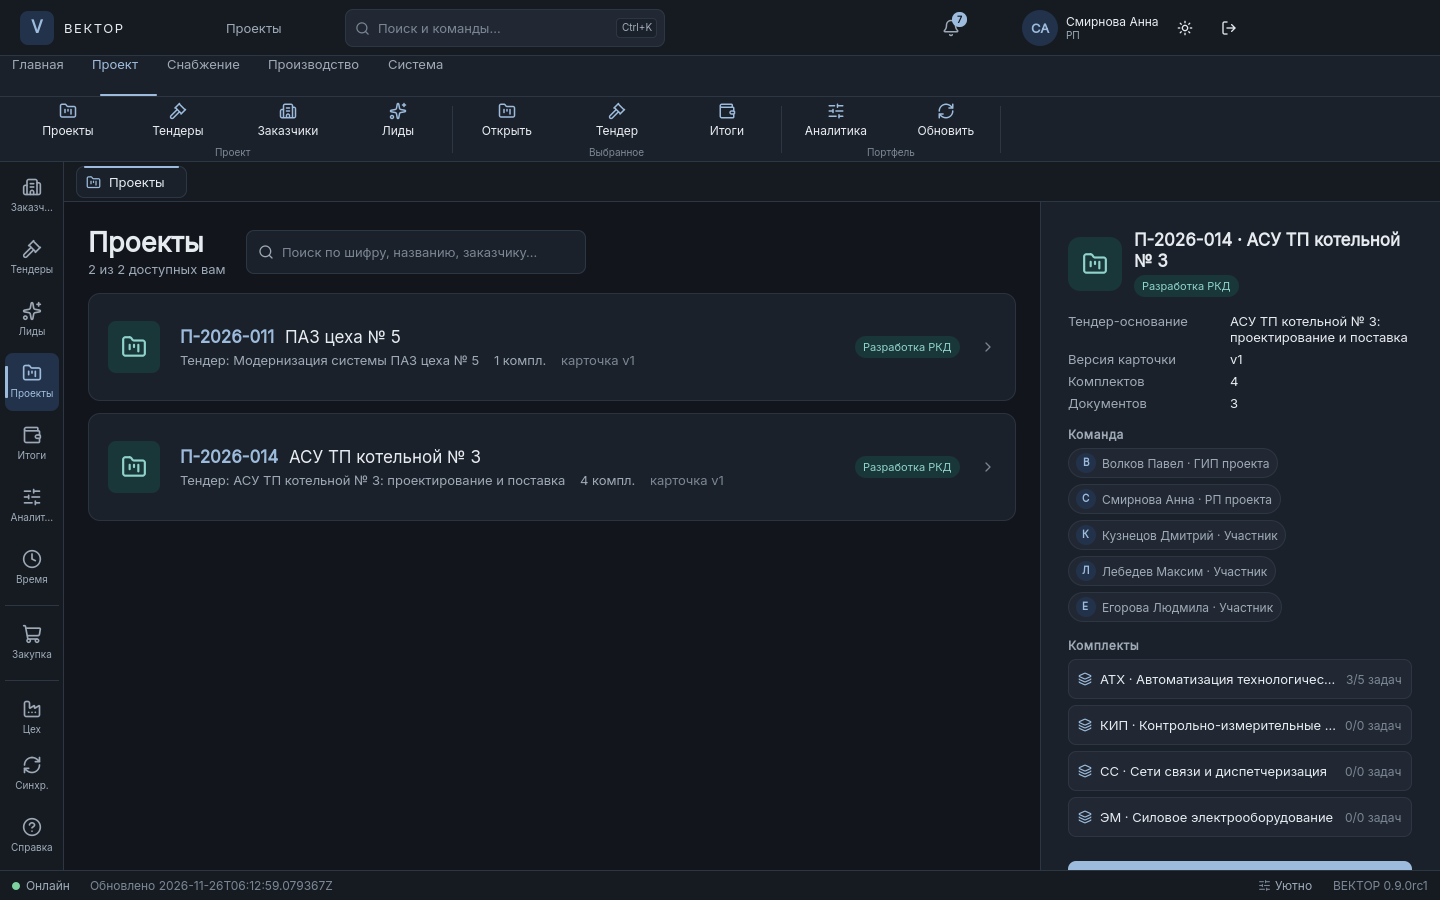 V ВЕКТОР
Проекты
Поиск и команды...
Ctrl+K
7
СА
Смирнова Анна
РП
Главная Проект Снабжение Производство Система
Проекты Тендеры Заказчики Лиды Открыть Тендер Итоги Аналитика Обновить
Проект Выбранное Портфель
Заказч...
Тендеры
Лиды
Проекты
Итоги
Аналит...
Время
Закупка
Цех
Синхр.
Справка
Проекты
Проекты
2 из 2 доступных вам
Поиск по шифру, названию, заказчику...
П-2026-011 ПАЗ цеха № 5
Тендер: Модернизация системы ПАЗ цеха № 5 1 компл. карточка v1
Разработка РКД
П-2026-014 АСУ ТП котельной № 3
Тендер: АСУ ТП котельной № 3: проектирование и поставка 4 компл. карточка v1
Разработка РКД
П-2026-014 · АСУ ТП котельной
№ 3
Разработка РКД
Тендер-основание АСУ ТП котельной № 3:
проектирование и поставка
Версия карточки v1
Комплектов 4
Документов 3
Команда
В Волков Павел · ГИП проекта
С Смирнова Анна · РП проекта
К Кузнецов Дмитрий · Участник
Л Лебедев Максим · Участник
Е Егорова Людмила · Участник
Комплекты
АТХ · Автоматизация технологичес... 3/5 задач
КИП · Контрольно-измерительные ... 0/0 задач
СС · Сети связи и диспетчеризация 0/0 задач
ЭМ · Силовое электрооборудование 0/0 задач
Онлайн Обновлено 2026-11-26T06:12:59.079367Z
Уютно ВЕКТОР 0.9.0rc1